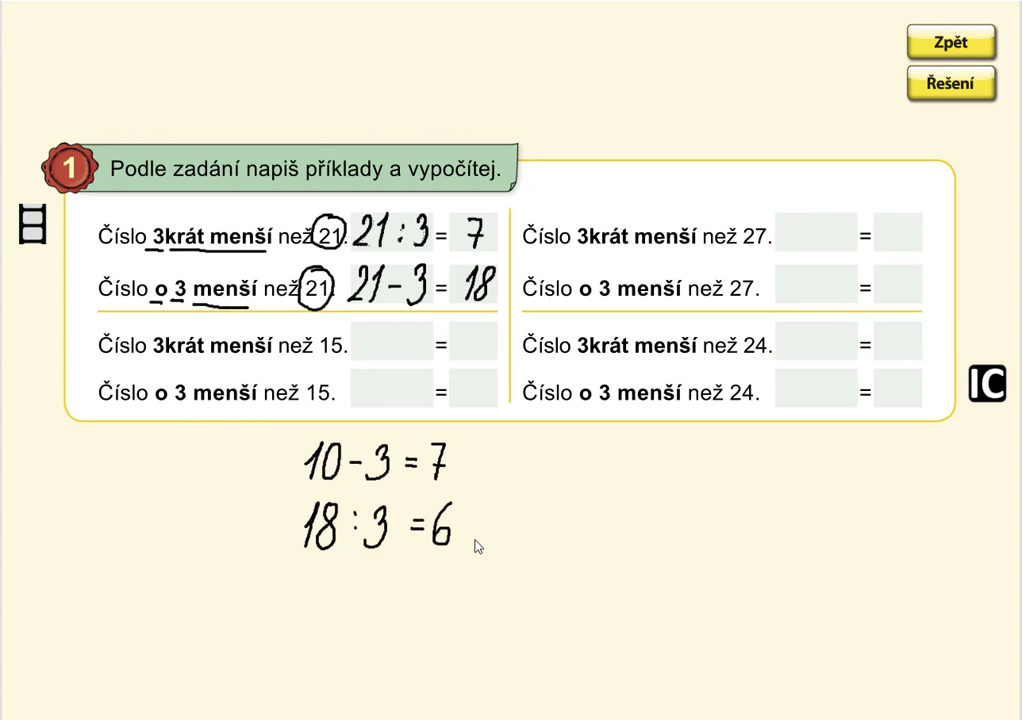 Zpět
Řešení
1 Podle zadání napiš příklady a vypočítej.
Číslo 3krát menší než 21. 21 : 3 = 7
Číslo o 3 menší než 21. 21 - 3 = 18
Číslo 3krát menší než 15. =
Číslo o 3 menší než 15. =
Číslo 3krát menší než 27. =
Číslo o 3 menší než 27. =
Číslo 3krát menší než 24. =
Číslo o 3 menší než 24. =
IC
10 - 3 = 7
18 : 3 = 6